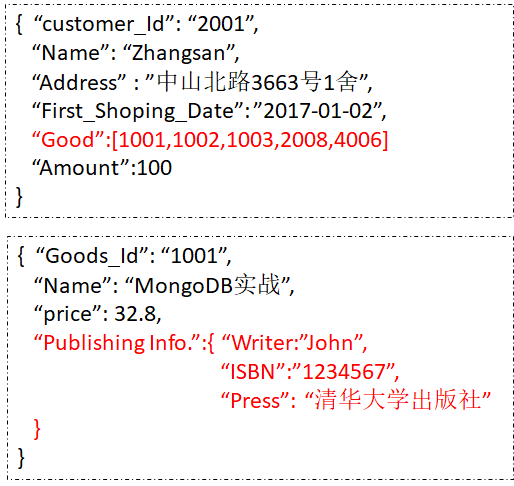 { “customer_Id”: “2001”,
“Name”: “Zhangsan”,
“Address” : ”中山北路3663号1舍”,
“First_Shoping_Date”:”2017-01-02”,
“Good”:[1001,1002,1003,2008,4006]
“Amount”:100
}
{ “Goods_Id”: “1001”,
“Name”: “MongoDB实战”,
“price”: 32.8,
“Publishing Info.”:{ “Writer:”John”,
“ISBN”:”1234567”,
“Press”: “清华大学出版社”
}
}